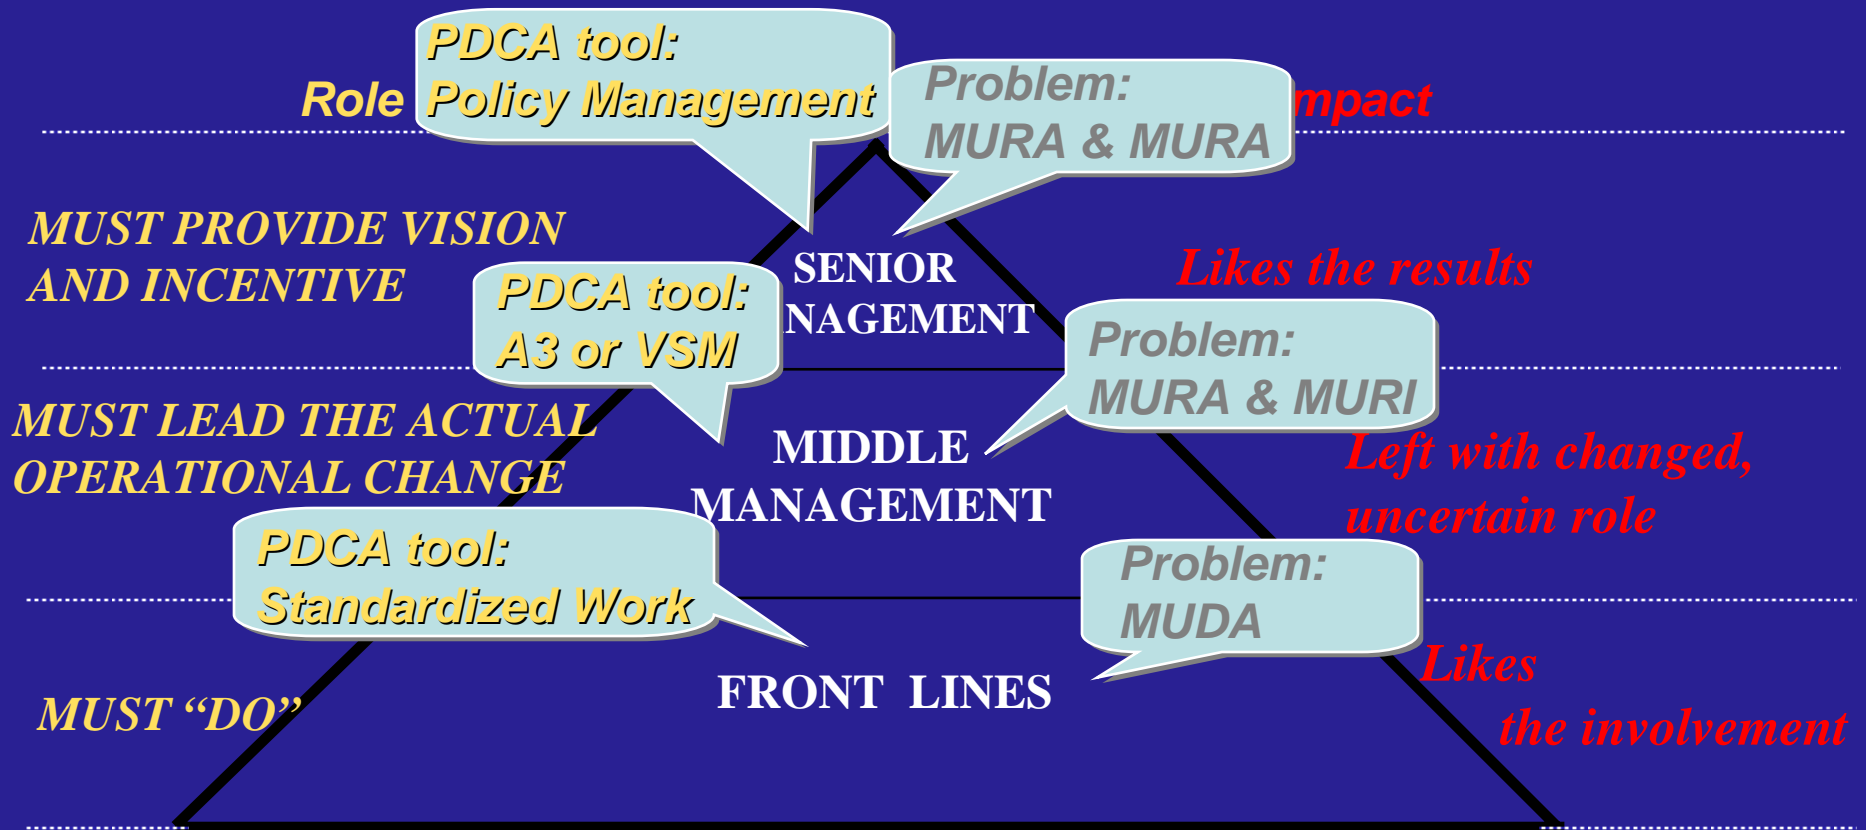 PDCA tool:
Policy Management
Problem:
MURA & MURA
Role
mpact
MUST PROVIDE VISION
AND INCENTIVE
SENIOR
NAGEMENT
Likes the results
PDCA tool:
A3 or VSM
Problem:
MURA & MURI
MUST LEAD THE ACTUAL
OPERATIONAL CHANGE
MIDDLE
MANAGEMENT
Left with changed,
uncertain role
PDCA tool:
Standardized Work
Problem:
MUDA
MUST “DO”
FRONT LINES
Likes
the involvement